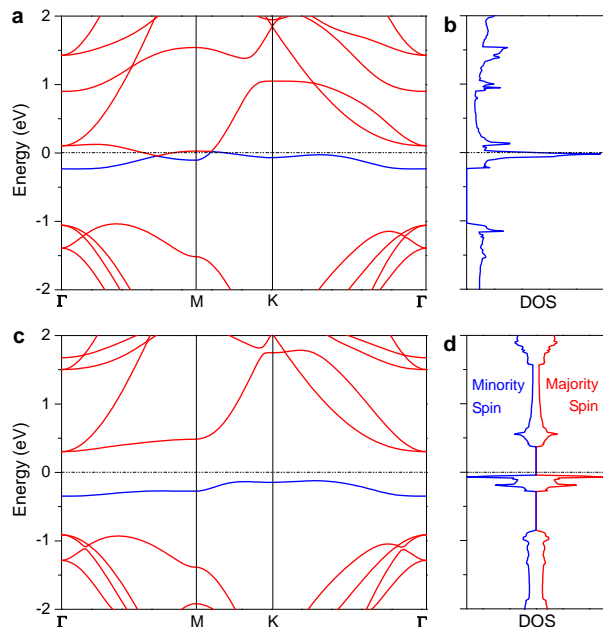 a
b
2
1
0
-1
-2
Energy (eV)
Γ
M
K
Γ
DOS
c
d
2
1
0
-1
2
Energy (eV)
Minority
Spin
Majority
Spin
Γ
M
K
Γ
DOS